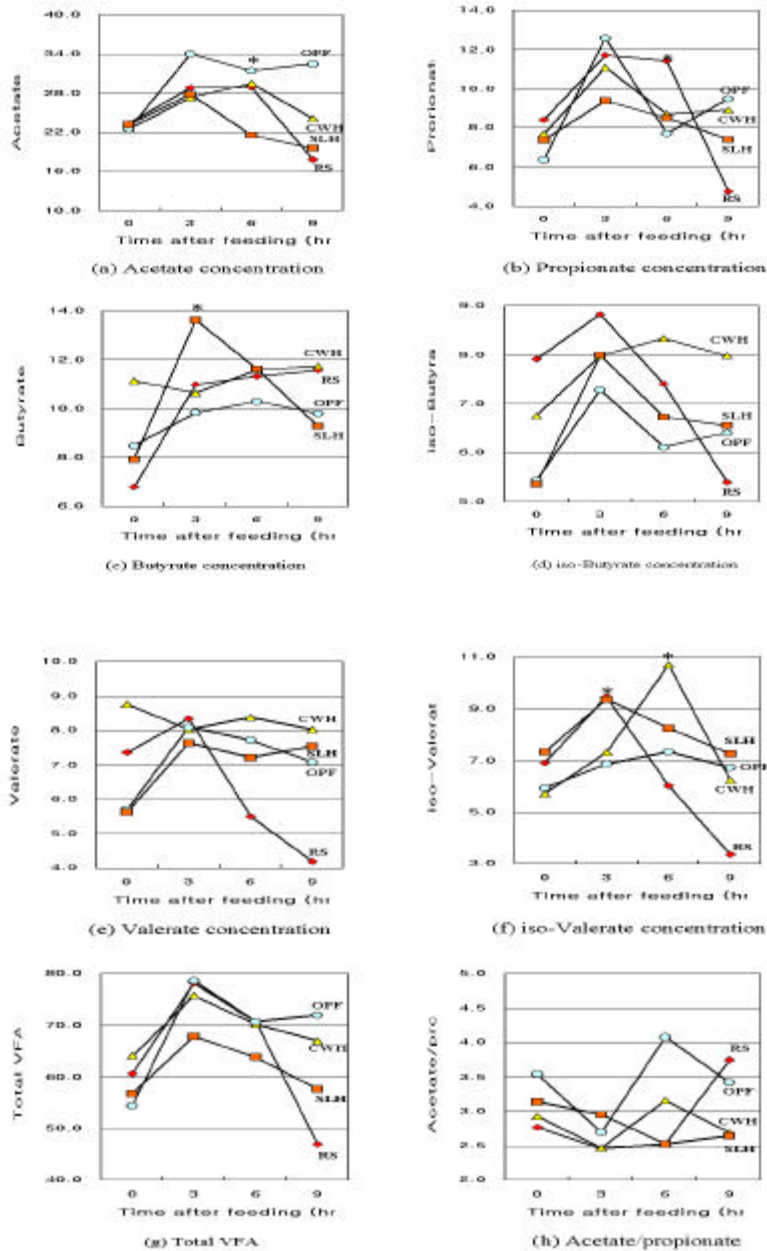 40.0
34.0
28.0
22.0
16.0
10.0
Acetate
*
OPF
CWH
SLH
RS
0 3 6 9
Time after feeding (hr
(a) Acetate concentration
14.0
12.0
10.0
8.0
6.0
4.0
Prorionat
*
OPF
CWH
SLH
RS
0 3 6 9
Time after feeding (hr
(b) Propionate concentration
14.0
12.0
10.0
8.0
6.0
Butyrate
*
CWH
RS
OPF
SLH
0 3 6 9
Time after feeding (hr
(c) Butyrate concentration
9.0
8.0
7.0
6.0
5.0
iso-Butyra
CWH
SLH
OPF
RS
0 3 6 9
Time after feeding (hr
(d) iso-Butyrate concentration
10.0
9.0
8.0
7.0
6.0
5.0
4.0
Valerate
CWH
SLH
OPF
RS
0 3 6 9
Time after feeding (hr
(e) Valerate concentration
11.0
9.0
7.0
5.0
3.0
iso-Valerat
*
*
SLH
OPF
CWH
RS
0 3 6 9
Time after feeding (hr
(f) iso-Valerate concentration
80.0
70.0
60.0
50.0
40.0
Total VFA
OPF
CWH
SLH
RS
0 3 6 9
Time after feeding (hr
(g) Total VFA
5.0
4.5
4.0
3.5
3.0
2.5
2.0
Acetate/prc
RS
OPF
CWH
SLH
0 3 6 9
Time after feeding (hr
(h) Acetate/propionate